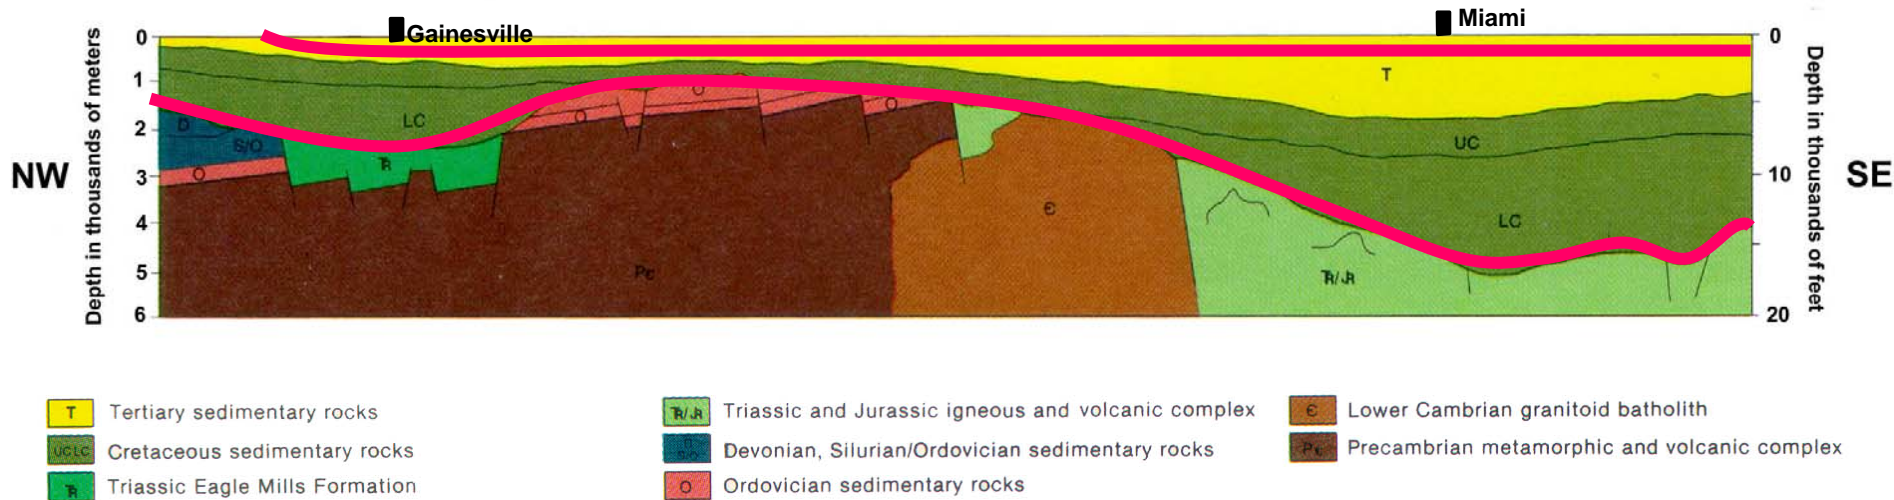 Gainesville
Miami
0
1
2
3
4
5
6
Depth in thousands of meters
NW
D
S/O
O
LC
TR
O
O
O
PЄ
Є
T
UC
LC
TR/JR
0
10
20
Depth in thousands of feet
SE
T Tertiary sedimentary rocks
UC LC Cretaceous sedimentary rocks
TR Triassic Eagle Mills Formation
TR/JR Triassic and Jurassic igneous and volcanic complex
D S/O Devonian, Silurian/Ordovician sedimentary rocks
O Ordovician sedimentary rocks
Є Lower Cambrian granitoid batholith
PЄ Precambrian metamorphic and volcanic complex